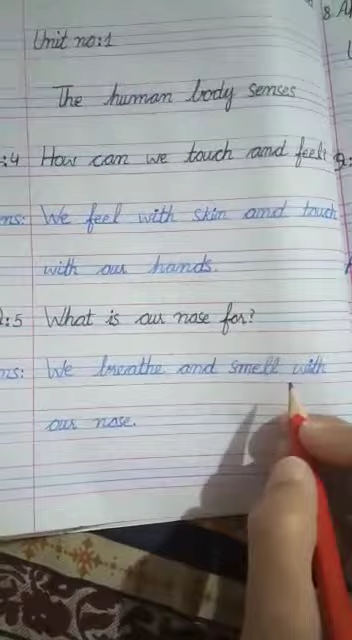 8 A
Unit no:1
The human body senses
:4 How can we touch and feel?
ns: We feel with skin and touch
with our hands.
:5 What is our nose for?
ns: We breathe and smell with
our nose.